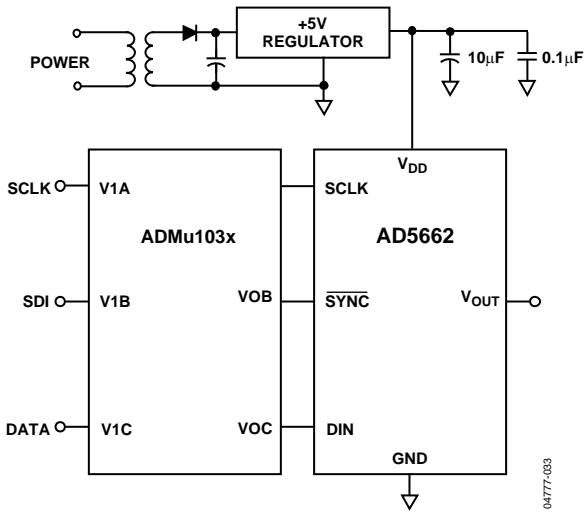 +5V
REGULATOR
POWER
10µF
0.1µF
VDD
SCLK
V1A
SCLK
ADMu103x
AD5662
SDI
V1B
VOB
SYNC
VOUT
DATA
V1C
VOC
DIN
GND
04777-033